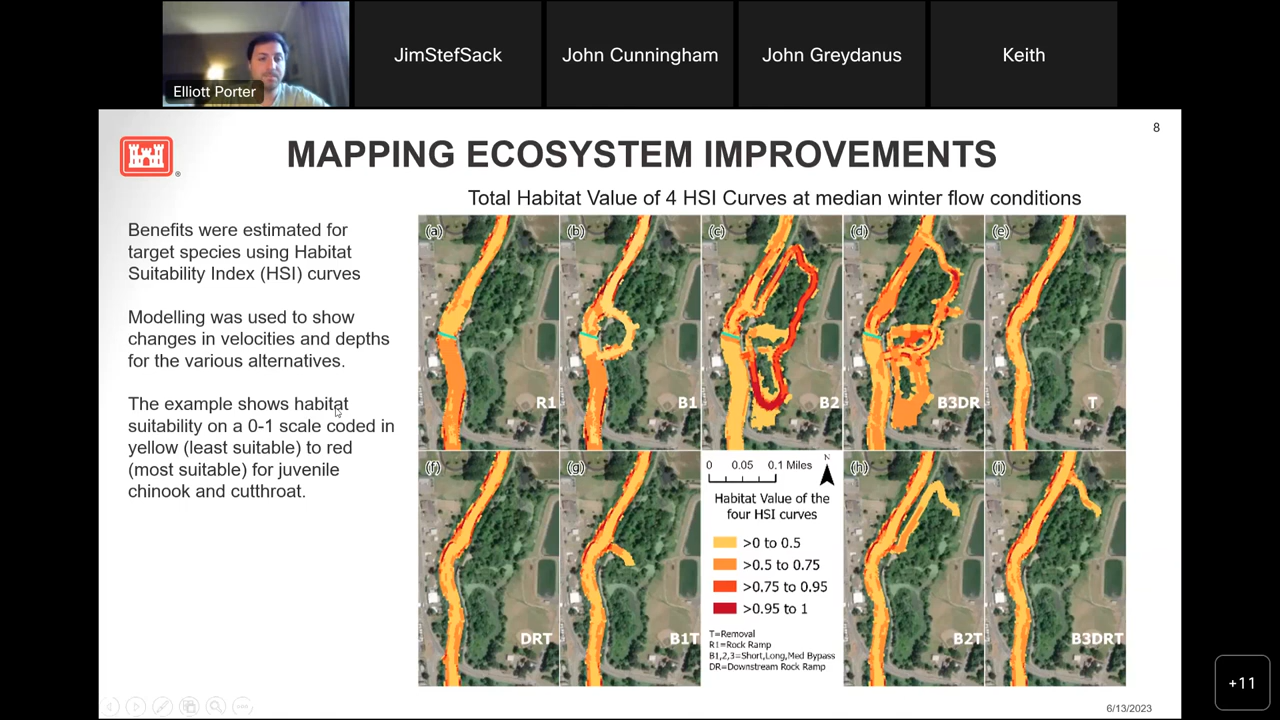 Elliott Porter
JimStefSack
John Cunningham
John Greydanus
Keith
8
MAPPING ECOSYSTEM IMPROVEMENTS
Total Habitat Value of 4 HSI Curves at median winter flow conditions
Benefits were estimated for
target species using Habitat
Suitability Index (HSI) curves
Modelling was used to show
changes in velocities and depths
for the various alternatives.
The example shows habitat
suitability on a 0-1 scale coded in
yellow (least suitable) to red
(most suitable) for juvenile
chinook and cutthroat.
(a)
(b)
(c)
(d)
(e)
R1
B1
B2
B3DR
T
(f)
(g)
0 0.05 0.1 Miles
N
Habitat Value of the
four HSI curves
>0 to 0.5
>0.5 to 0.75
>0.75 to 0.95
>0.95 to 1
T=Removal
R1=Rock Ramp
B1,2,3=Short,Long,Med Bypass
DR=Downstream Rock Ramp
(h)
(i)
DRT
B1T
B2T
B3DRT
+11
6/13/2023